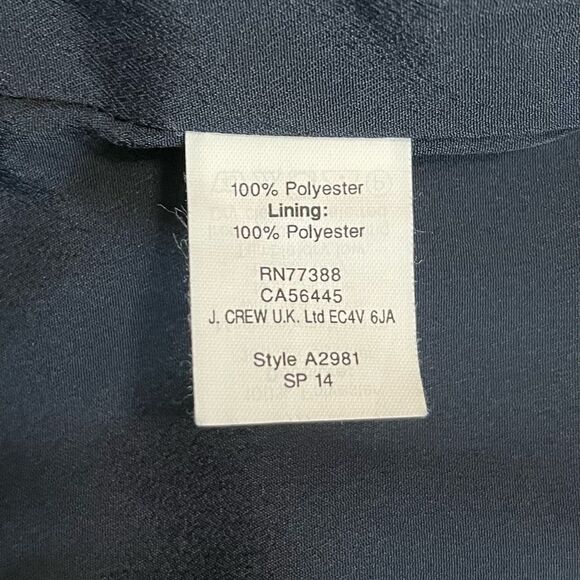 100% Polyester
Lining:
100% Polyester
RN77388
CA56445
J. CREW U.K. Ltd EC4V 6JA
Style A2981
SP 14